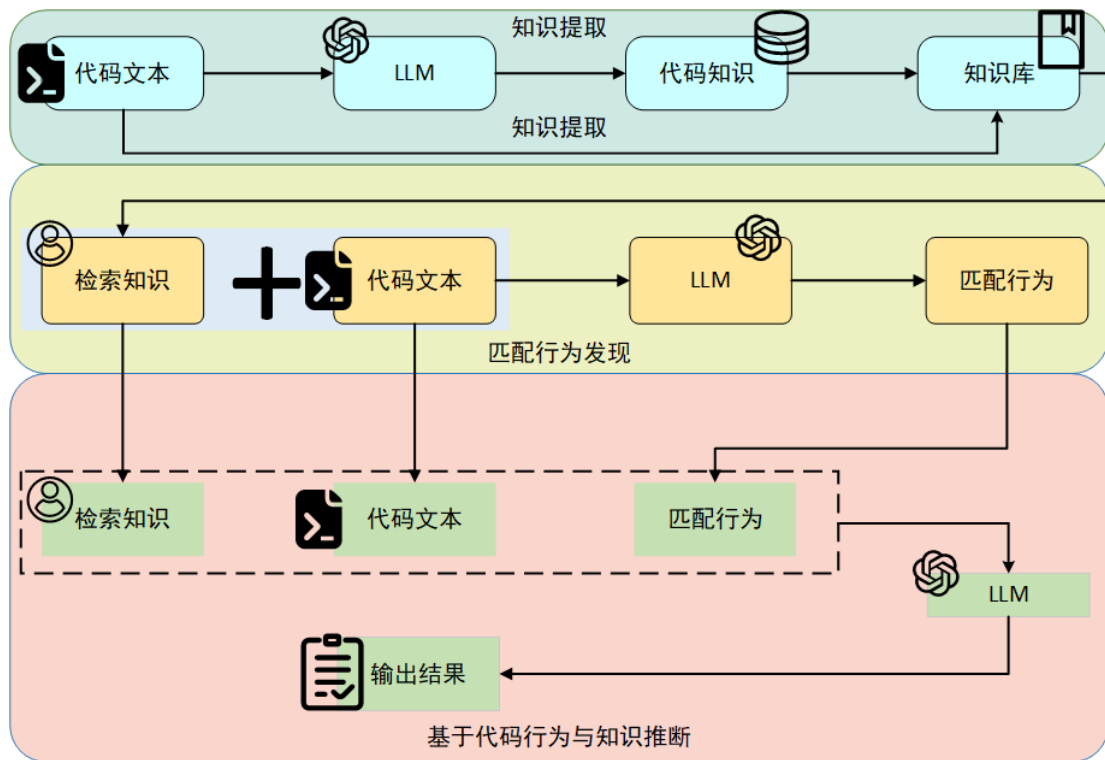 知识提取
代码文本
LLM
代码知识
知识库
知识提取
检索知识
代码文本
LLM
匹配行为
匹配行为发现
检索知识
代码文本
匹配行为
LLM
输出结果
基于代码行为与知识推断